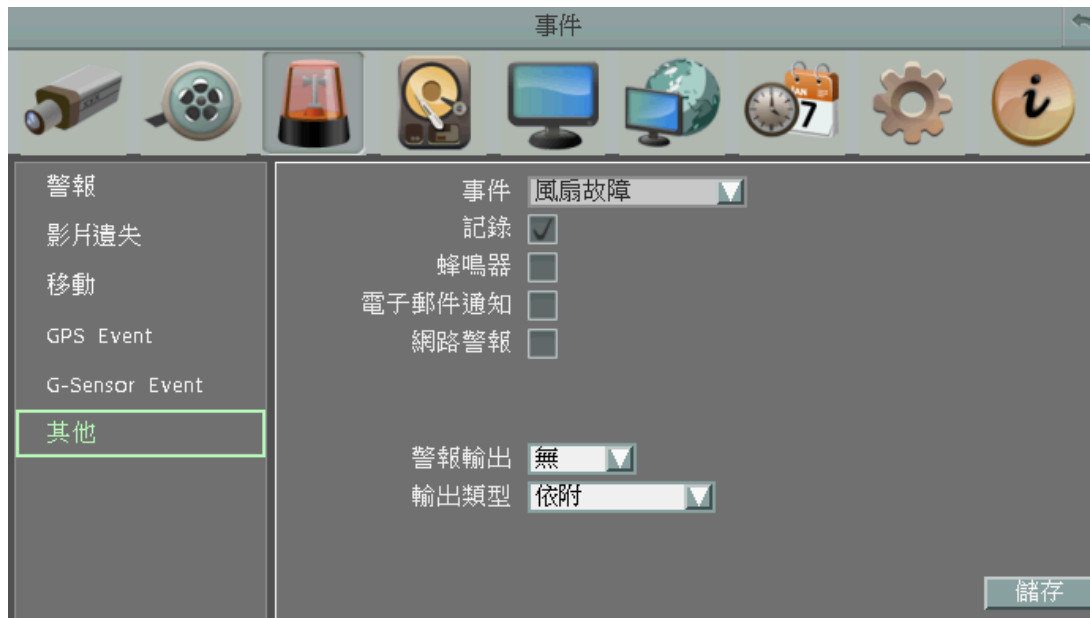 事件
JAN
7
警報
影片遺失
移動
GPS Event
G-Sensor Event
其他
事件 風扇故障
記錄
蜂鳴器
電子郵件通知
網路警報
警報輸出 無
輸出類型 依附
儲存